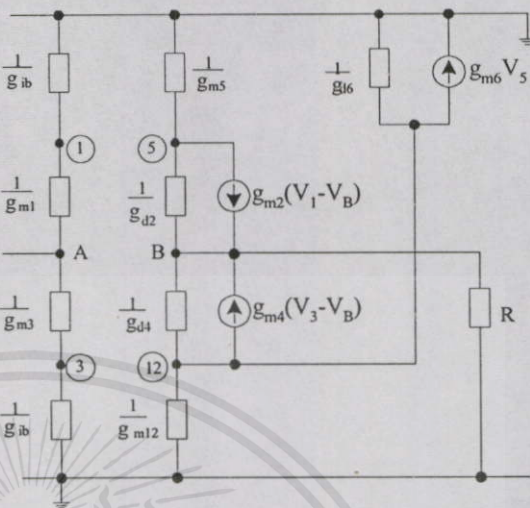 1/g_ib
1/g_m5
1/g_l6
g_m6 V_5
1
5
1/g_m1
1/g_d2
g_m2(V_1-V_B)
A
B
1/g_m3
1/g_d4
g_m4(V_3-V_B)
R
3
12
1/g_ib
1/g_m12